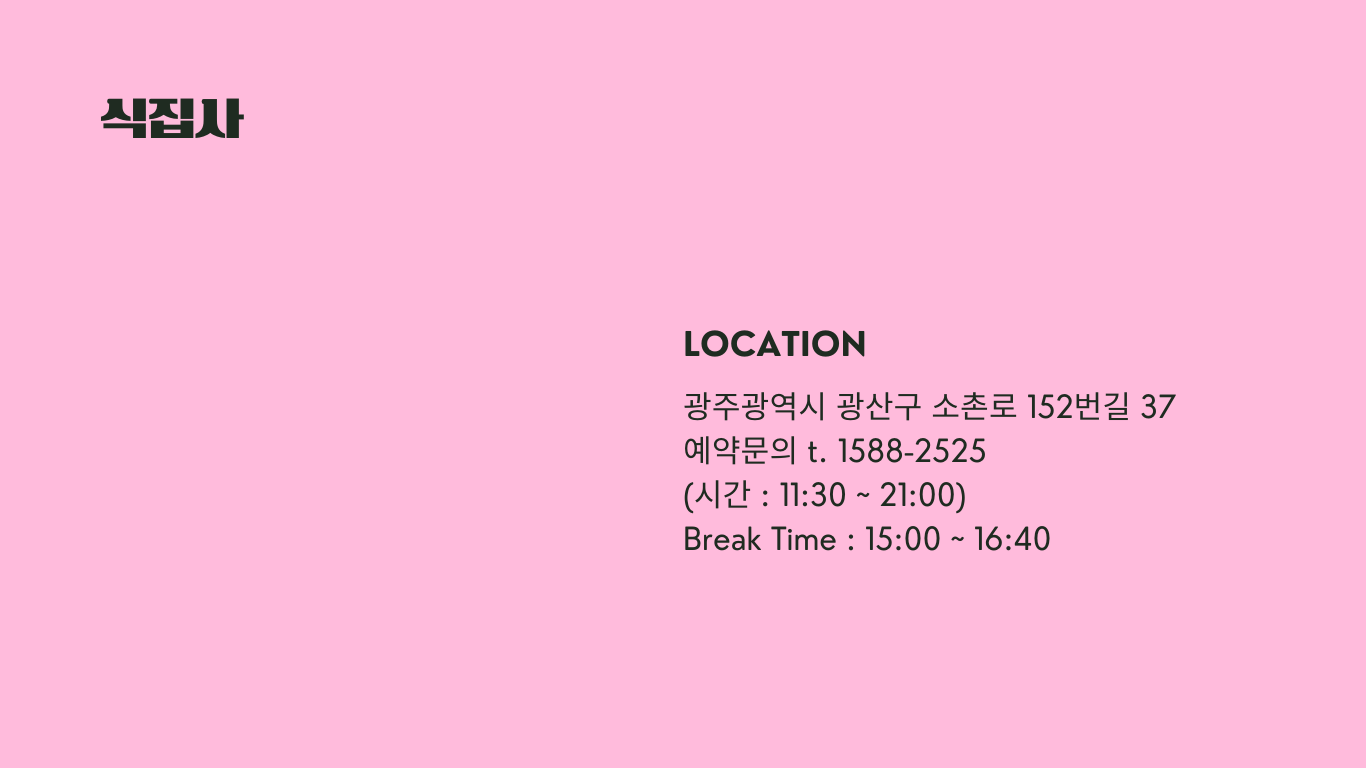 식집사
LOCATION
광주광역시 광산구 소촌로 152번길 37
예약문의 t. 1588-2525
(시간 : 11:30 ~ 21:00)
Break Time : 15:00 ~ 16:40